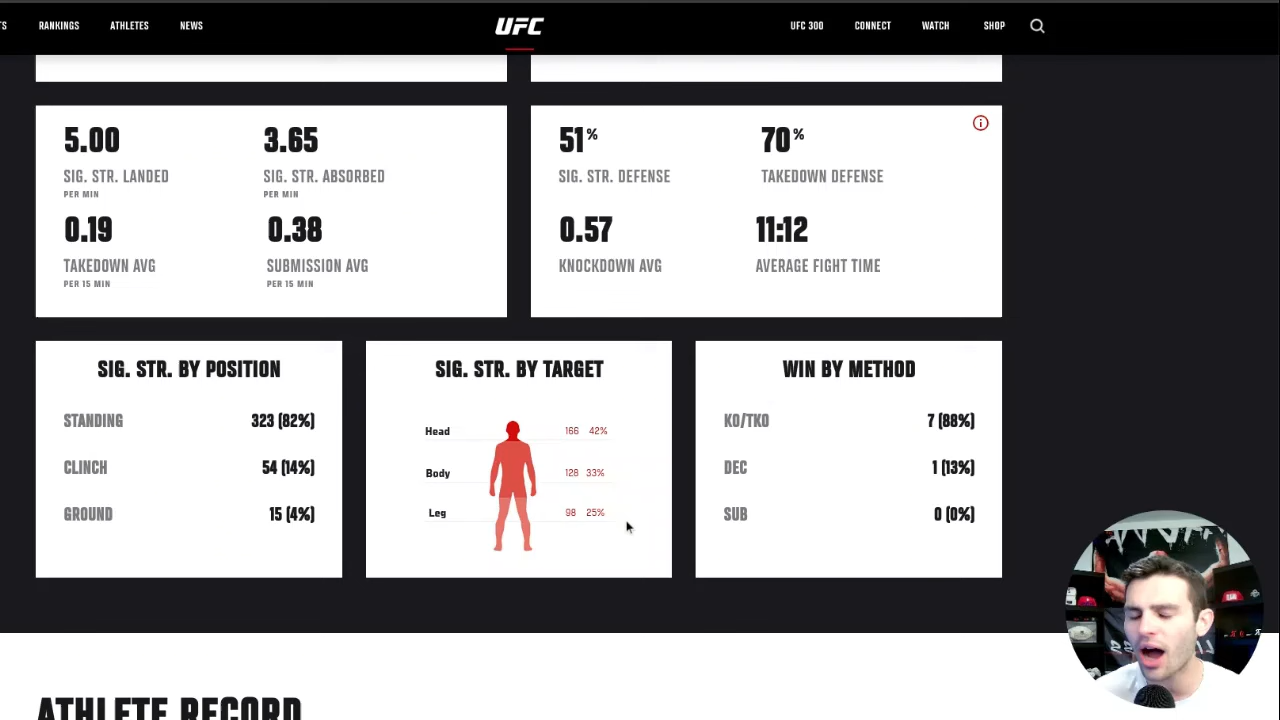 RANKINGS ATHLETES NEWS UFC UFC 300 CONNECT WATCH SHOP
5.00 3.65
SIG. STR. LANDED SIG. STR. ABSORBED
PER MIN PER MIN
0.19 0.38
TAKEDOWN AVG SUBMISSION AVG
PER 15 MIN PER 15 MIN
51% 70%
SIG. STR. DEFENSE TAKEDOWN DEFENSE
0.57 11:12
KNOCKDOWN AVG AVERAGE FIGHT TIME
SIG. STR. BY POSITION
STANDING 323 (82%)
CLINCH 54 (14%)
GROUND 15 (4%)
SIG. STR. BY TARGET
Head 166 42%
Body 128 33%
Leg 98 25%
WIN BY METHOD
KO/TKO 7 (88%)
DEC 1 (13%)
SUB 0 (0%)
ATHLETE RECORD